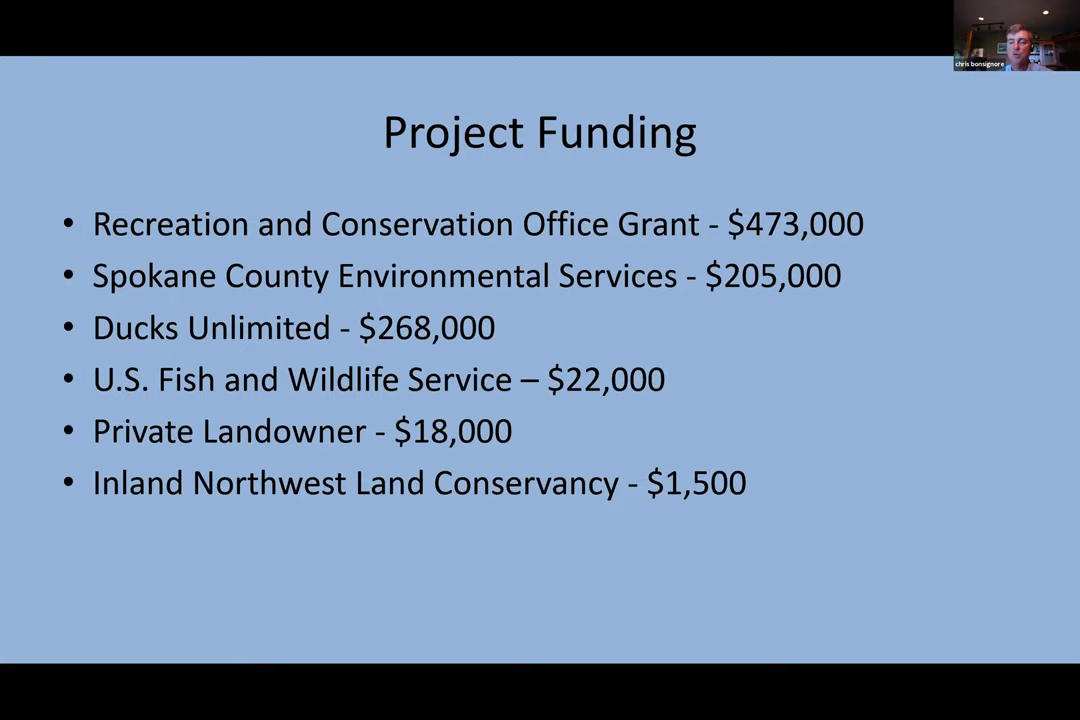 chris bonsignore
Project Funding
• Recreation and Conservation Office Grant - $473,000
• Spokane County Environmental Services - $205,000
• Ducks Unlimited - $268,000
• U.S. Fish and Wildlife Service – $22,000
• Private Landowner - $18,000
• Inland Northwest Land Conservancy - $1,500